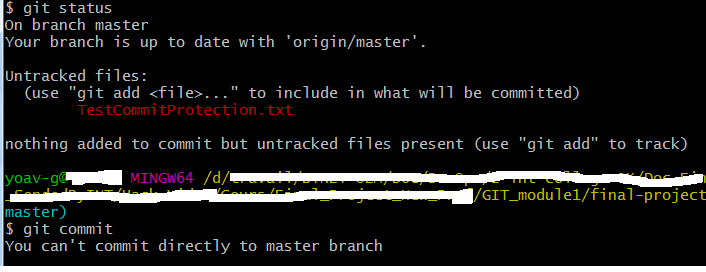 $ git status
On branch master
Your branch is up to date with 'origin/master'.
Untracked files:
(use "git add <file>..." to include in what will be committed)
TestCommitProtection.txt
nothing added to commit but untracked files present (use "git add" to track)
yoav-g@ MINGW64 /d/
/GIT_module1/final-project
master)
$ git commit
You can't commit directly to master branch